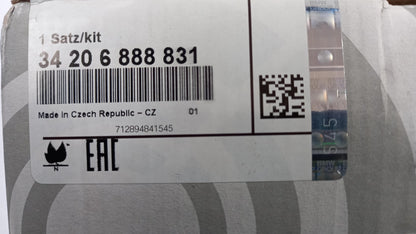 1 Satz/kit
34 20 6 888 831
Made in Czech Republic – CZ 01
712894841545
N
EAC